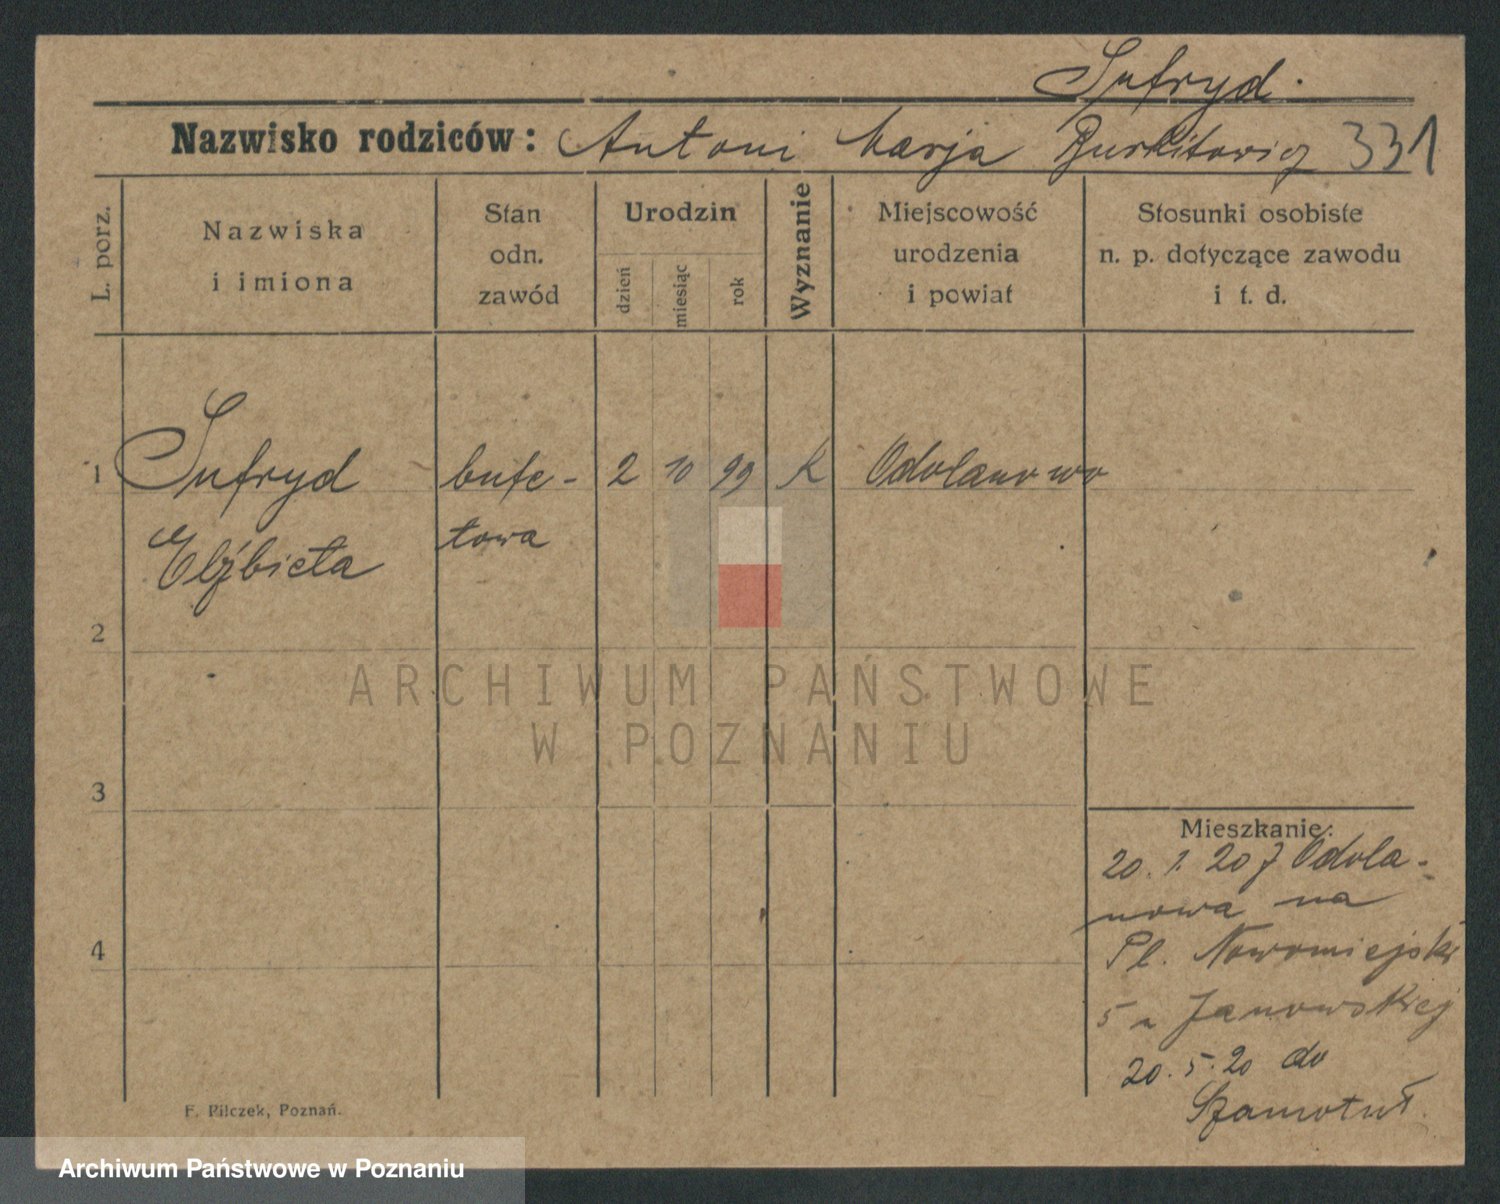 Sufryd.
Nazwisko rodziców: Antoni Marja Burkitowicz 331
L. porz.
Nazwiska
i imiona
Stan
odn.
zawód
Urodzin
dzień
miesiąc
rok
Wyznanie
Miejscowość
urodzenia
i powiat
Stosunki osobiste
n. p. dotyczące zawodu
i t. d.
1 Sufryd bufe- 2 10 99 k Odolanowo
Elżbieta towa
2
3
4
Mieszkanie:
20. 1. 20 z Odola-
nowa na
Pl. Nowomiejski
5 u Janowskiej
20. 5. 20 do
Szamotuł.
F. Pilczek, Poznań.
ARCHIWUM PAŃSTWOWE
W POZNANIU
Archiwum Państwowe w Poznaniu